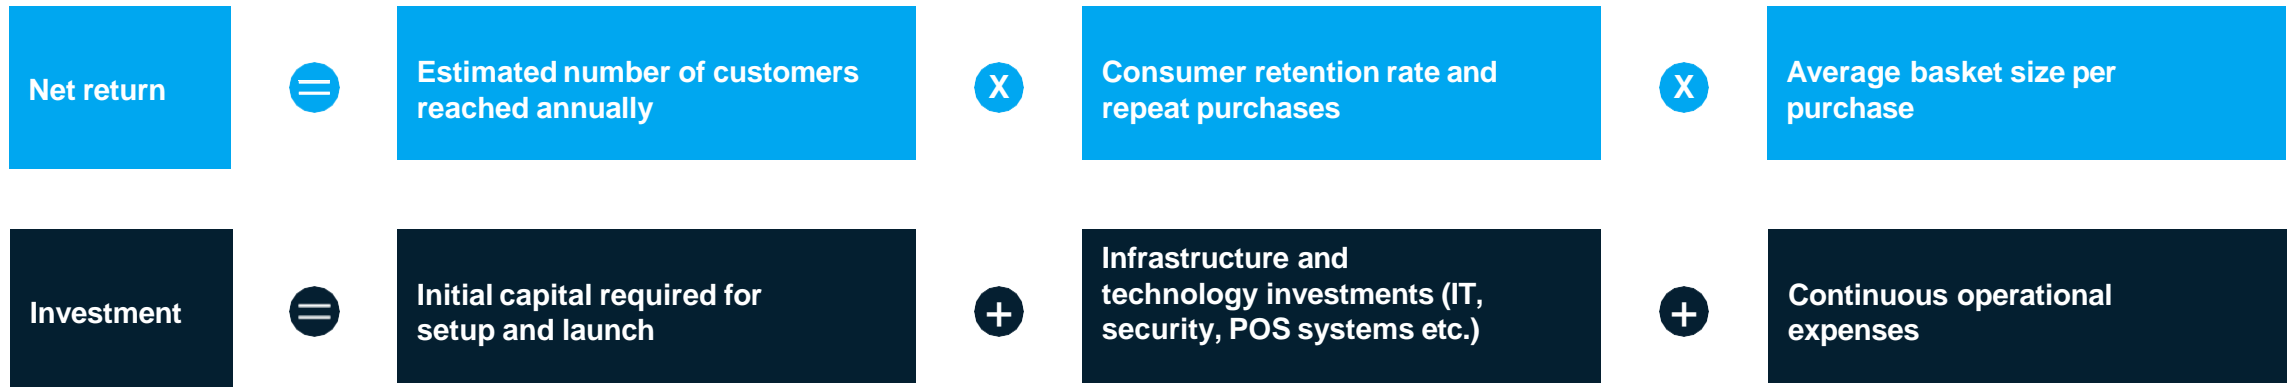 Net return
=
Estimated number of customers
reached annually
X
Consumer retention rate and
repeat purchases
X
Average basket size per
purchase
Investment
=
Initial capital required for
setup and launch
+
Infrastructure and
technology investments (IT,
security, POS systems etc.)
+
Continuous operational
expenses